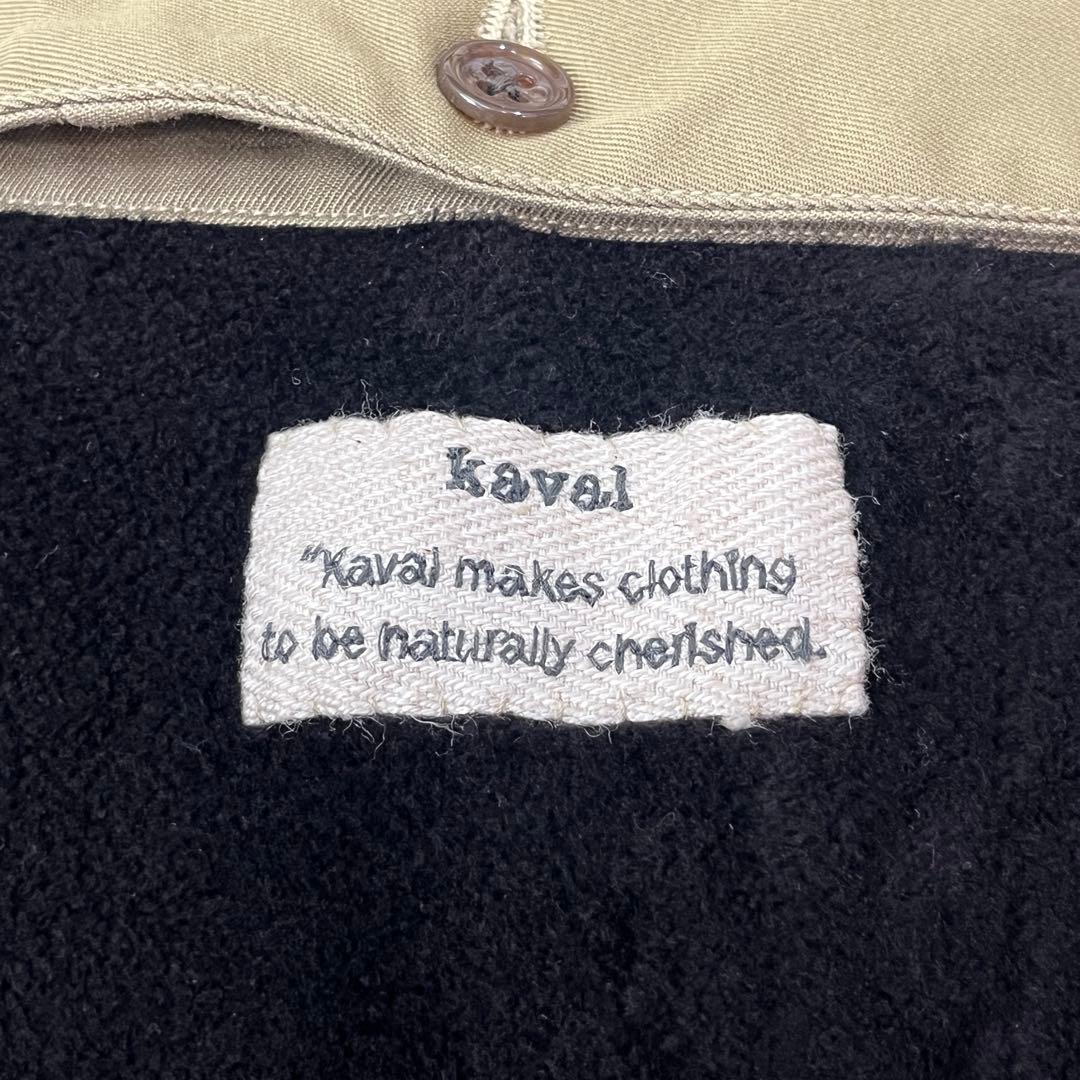 kaval
"Kaval makes clothing
to be naturally cherished.